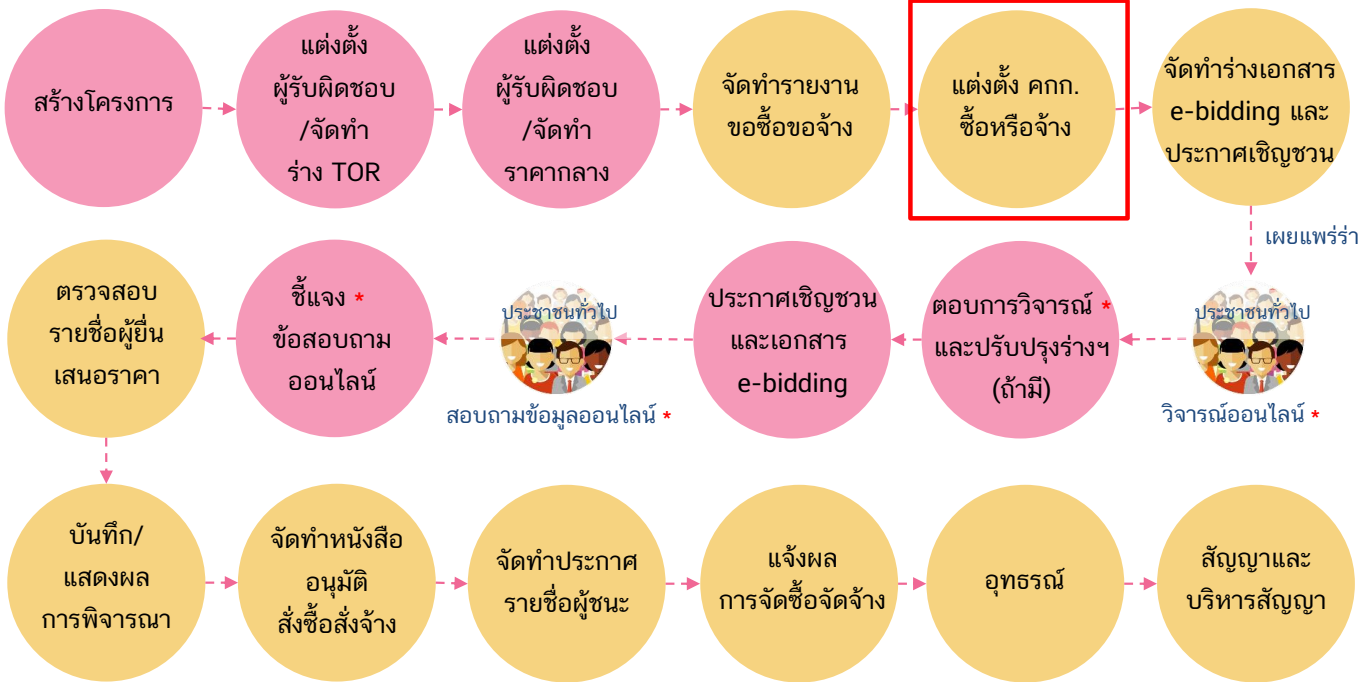 สร้างโครงการ
แต่งตั้ง
ผู้รับผิดชอบ
/จัดทำ
ร่าง TOR
แต่งตั้ง
ผู้รับผิดชอบ
/จัดทำ
ราคากลาง
จัดทำรายงาน
ขอซื้อขอจ้าง
แต่งตั้ง คกก.
ซื้อหรือจ้าง
จัดทำร่างเอกสาร
e-bidding และ
ประกาศเชิญชวน
เผยแพร่ร่า
ประชาชนทั่วไป
วิจารณ์ออนไลน์ *
ตอบการวิจารณ์ *
และปรับปรุงร่างฯ
(ถ้ามี)
ประกาศเชิญชวน
และเอกสาร
e-bidding
ประชาชนทั่วไป
สอบถามข้อมูลออนไลน์ *
ชี้แจง *
ข้อสอบถาม
ออนไลน์
ตรวจสอบ
รายชื่อผู้ยื่น
เสนอราคา
บันทึก/
แสดงผล
การพิจารณา
จัดทำหนังสือ
อนุมัติ
สั่งซื้อสั่งจ้าง
จัดทำประกาศ
รายชื่อผู้ชนะ
แจ้งผล
การจัดซื้อจัดจ้าง
อุทธรณ์
สัญญาและ
บริหารสัญญา